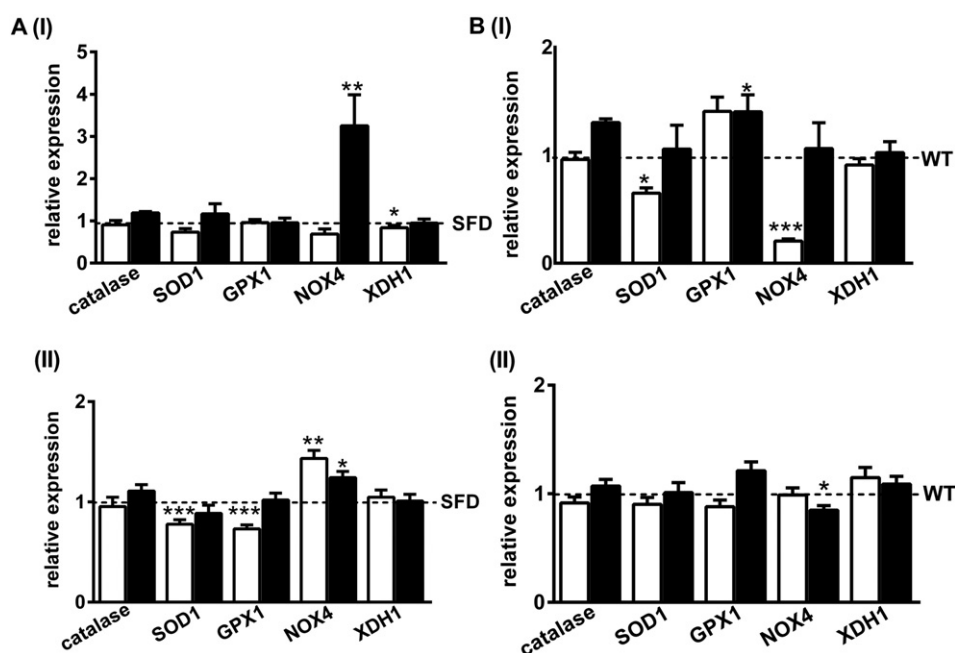 A (I)
relative expression
5
4
3
2
1
0
**
*
SFD
catalase
SOD1
GPX1
NOX4
XDH1
B (I)
relative expression
2
1
0
*
*
***
WT
catalase
SOD1
GPX1
NOX4
XDH1
(II)
relative expression
2
1
0
***
***
**
*
SFD
catalase
SOD1
GPX1
NOX4
XDH1
(II)
relative expression
2
1
0
*
WT
catalase
SOD1
GPX1
NOX4
XDH1